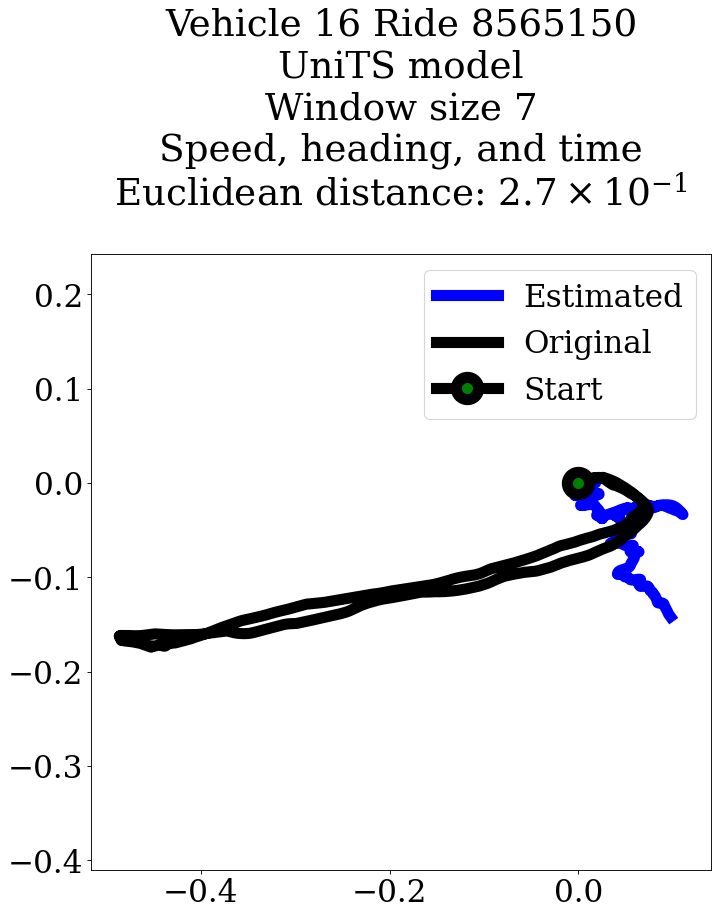 Vehicle 16 Ride 8565150
UniTS model
Window size 7
Speed, heading, and time
Euclidean distance: 2.7 × 10⁻¹
Estimated
Original
Start
0.2
0.1
0.0
−0.1
−0.2
−0.3
−0.4
−0.4 −0.2 0.0